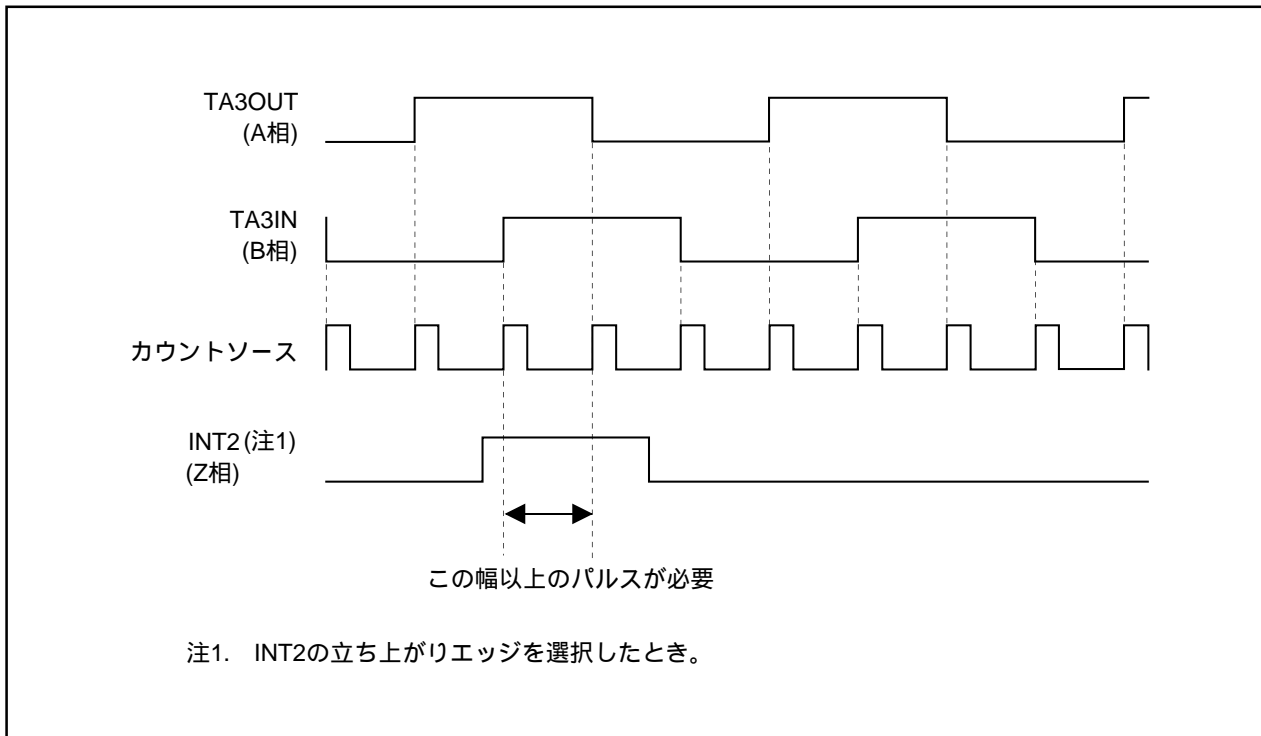 TA3OUT
(A相)
TA3IN
(B相)
カウントソース
INT2 (注1)
(Z相)
この幅以上のパルスが必要
注1. INT2の立ち上がりエッジを選択したとき。